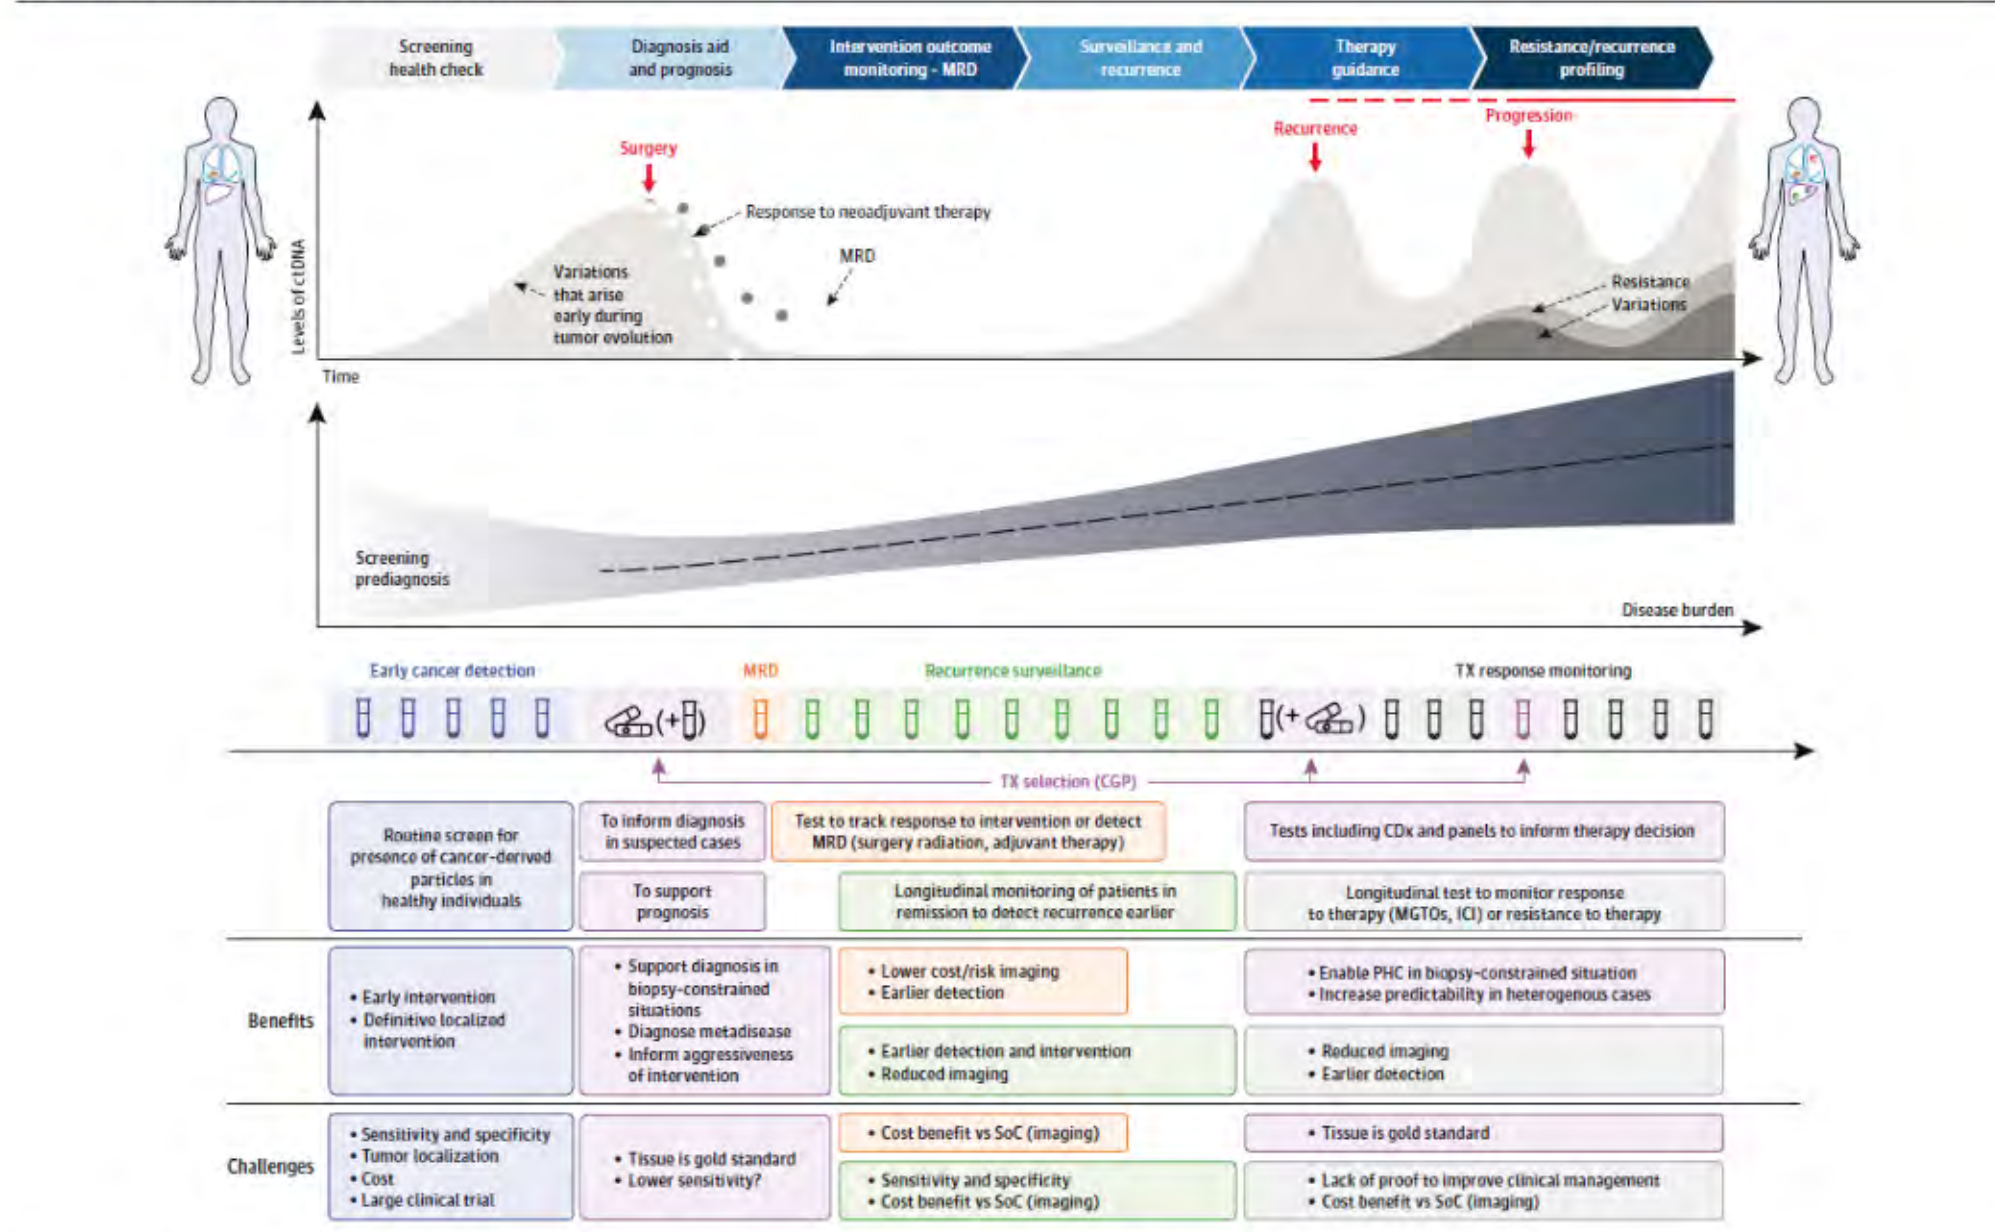 Screening
health check
Diagnosis aid
and prognosis
Intervention outcome
monitoring - MRD
Surveillance and
recurrence
Therapy
guidance
Resistance/recurrence
profiling
Levels of ctDNA
Surgery
Response to neoadjuvant therapy
MRD
Variations
that arise
early during
tumor evolution
Recurrence
Progression
Resistance
Variations
Time
Screening
prediagnosis
Disease burden
Early cancer detection
MRD
Recurrence surveillance
TX response monitoring
(+ )
(+ )
TX selection (CGP)
Routine screen for
presence of cancer-derived
particles in
healthy individuals
To inform diagnosis
in suspected cases
To support
prognosis
Test to track response to intervention or detect
MRD (surgery radiation, adjuvant therapy)
Longitudinal monitoring of patients in
remission to detect recurrence earlier
Tests including CDx and panels to inform therapy decision
Longitudinal test to monitor response
to therapy (MGTOs, ICI) or resistance to therapy
Benefits
• Early intervention
• Definitive localized
intervention
• Support diagnosis in
biopsy-constrained
situations
• Diagnose metadisease
• Inform aggressiveness
of intervention
• Lower cost/risk imaging
• Earlier detection
• Earlier detection and intervention
• Reduced imaging
• Enable PHC in biopsy-constrained situation
• Increase predictability in heterogenous cases
• Reduced imaging
• Earlier detection
Challenges
• Sensitivity and specificity
• Tumor localization
• Cost
• Large clinical trial
• Tissue is gold standard
• Lower sensitivity?
• Cost benefit vs SoC (imaging)
• Sensitivity and specificity
• Cost benefit vs SoC (imaging)
• Tissue is gold standard
• Lack of proof to improve clinical management
• Cost benefit vs SoC (imaging)